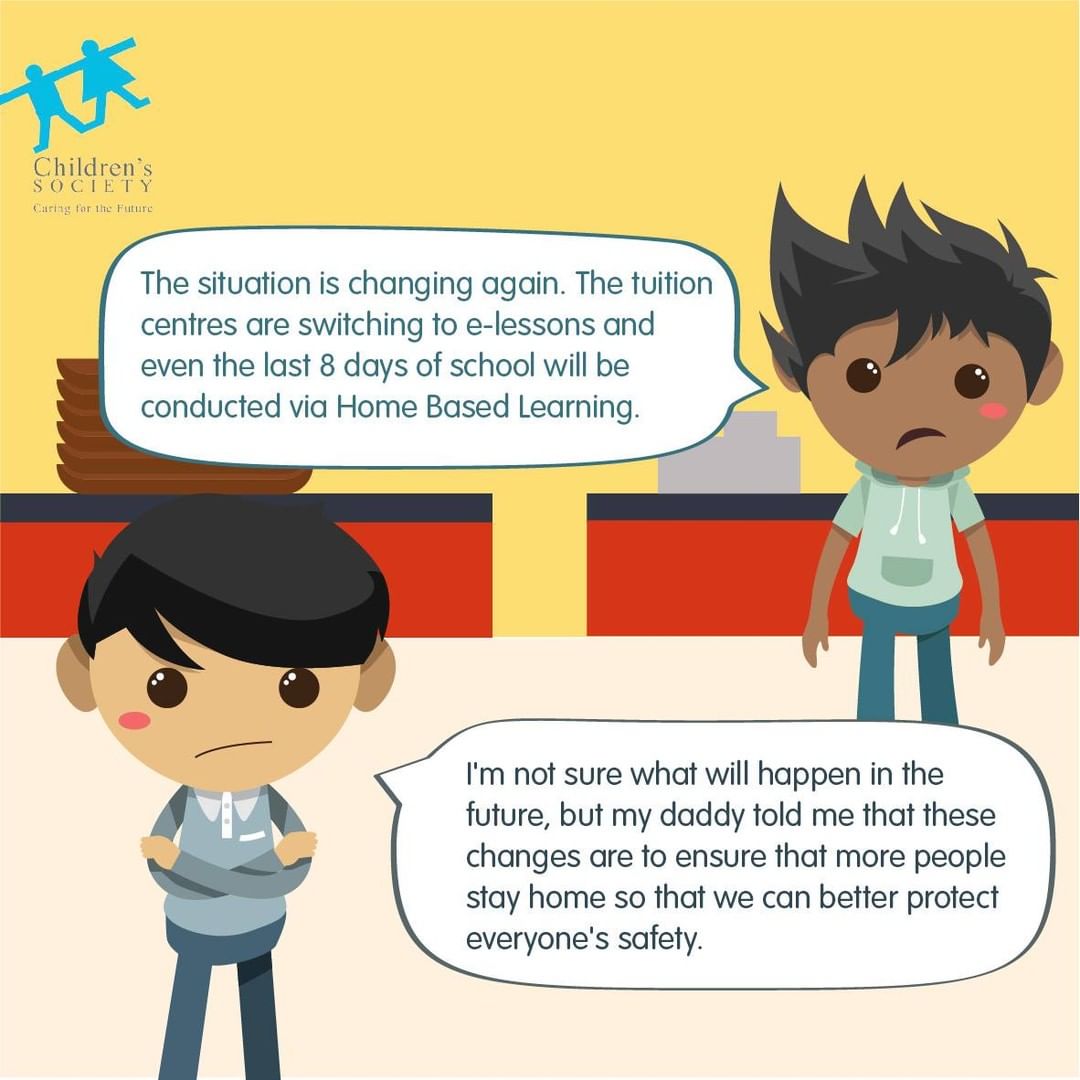 Children's
SOCIETY
Caring for the Future
The situation is changing again. The tuition
centres are switching to e-lessons and
even the last 8 days of school will be
conducted via Home Based Learning.
I'm not sure what will happen in the
future, but my daddy told me that these
changes are to ensure that more people
stay home so that we can better protect
everyone's safety.